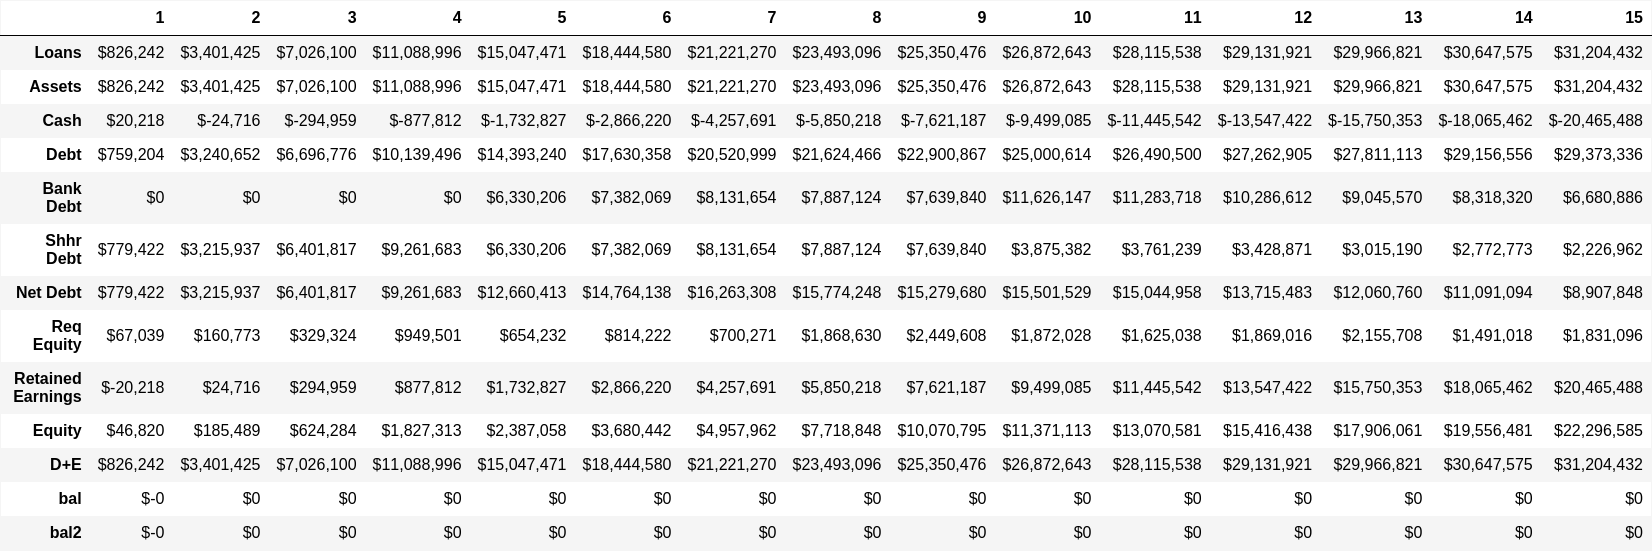 1 2 3 4 5 6 7 8 9 10 11 12 13 14 15
Loans $826,242 $3,401,425 $7,026,100 $11,088,996 $15,047,471 $18,444,580 $21,221,270 $23,493,096 $25,350,476 $26,872,643 $28,115,538 $29,131,921 $29,966,821 $30,647,575 $31,204,432
Assets $826,242 $3,401,425 $7,026,100 $11,088,996 $15,047,471 $18,444,580 $21,221,270 $23,493,096 $25,350,476 $26,872,643 $28,115,538 $29,131,921 $29,966,821 $30,647,575 $31,204,432
Cash $20,218 $-24,716 $-294,959 $-877,812 $-1,732,827 $-2,866,220 $-4,257,691 $-5,850,218 $-7,621,187 $-9,499,085 $-11,445,542 $-13,547,422 $-15,750,353 $-18,065,462 $-20,465,488
Debt $759,204 $3,240,652 $6,696,776 $10,139,496 $14,393,240 $17,630,358 $20,520,999 $21,624,466 $22,900,867 $25,000,614 $26,490,500 $27,262,905 $27,811,113 $29,156,556 $29,373,336
Bank
Debt $0 $0 $0 $0 $6,330,206 $7,382,069 $8,131,654 $7,887,124 $7,639,840 $11,626,147 $11,283,718 $10,286,612 $9,045,570 $8,318,320 $6,680,886
Shhr
Debt $779,422 $3,215,937 $6,401,817 $9,261,683 $6,330,206 $7,382,069 $8,131,654 $7,887,124 $7,639,840 $3,875,382 $3,761,239 $3,428,871 $3,015,190 $2,772,773 $2,226,962
Net Debt $779,422 $3,215,937 $6,401,817 $9,261,683 $12,660,413 $14,764,138 $16,263,308 $15,774,248 $15,279,680 $15,501,529 $15,044,958 $13,715,483 $12,060,760 $11,091,094 $8,907,848
Req
Equity $67,039 $160,773 $329,324 $949,501 $654,232 $814,222 $700,271 $1,868,630 $2,449,608 $1,872,028 $1,625,038 $1,869,016 $2,155,708 $1,491,018 $1,831,096
Retained
Earnings $-20,218 $24,716 $294,959 $877,812 $1,732,827 $2,866,220 $4,257,691 $5,850,218 $7,621,187 $9,499,085 $11,445,542 $13,547,422 $15,750,353 $18,065,462 $20,465,488
Equity $46,820 $185,489 $624,284 $1,827,313 $2,387,058 $3,680,442 $4,957,962 $7,718,848 $10,070,795 $11,371,113 $13,070,581 $15,416,438 $17,906,061 $19,556,481 $22,296,585
D+E $826,242 $3,401,425 $7,026,100 $11,088,996 $15,047,471 $18,444,580 $21,221,270 $23,493,096 $25,350,476 $26,872,643 $28,115,538 $29,131,921 $29,966,821 $30,647,575 $31,204,432
bal $-0 $0 $0 $0 $0 $0 $0 $0 $0 $0 $0 $0 $0 $0 $0
bal2 $-0 $0 $0 $0 $0 $0 $0 $0 $0 $0 $0 $0 $0 $0 $0